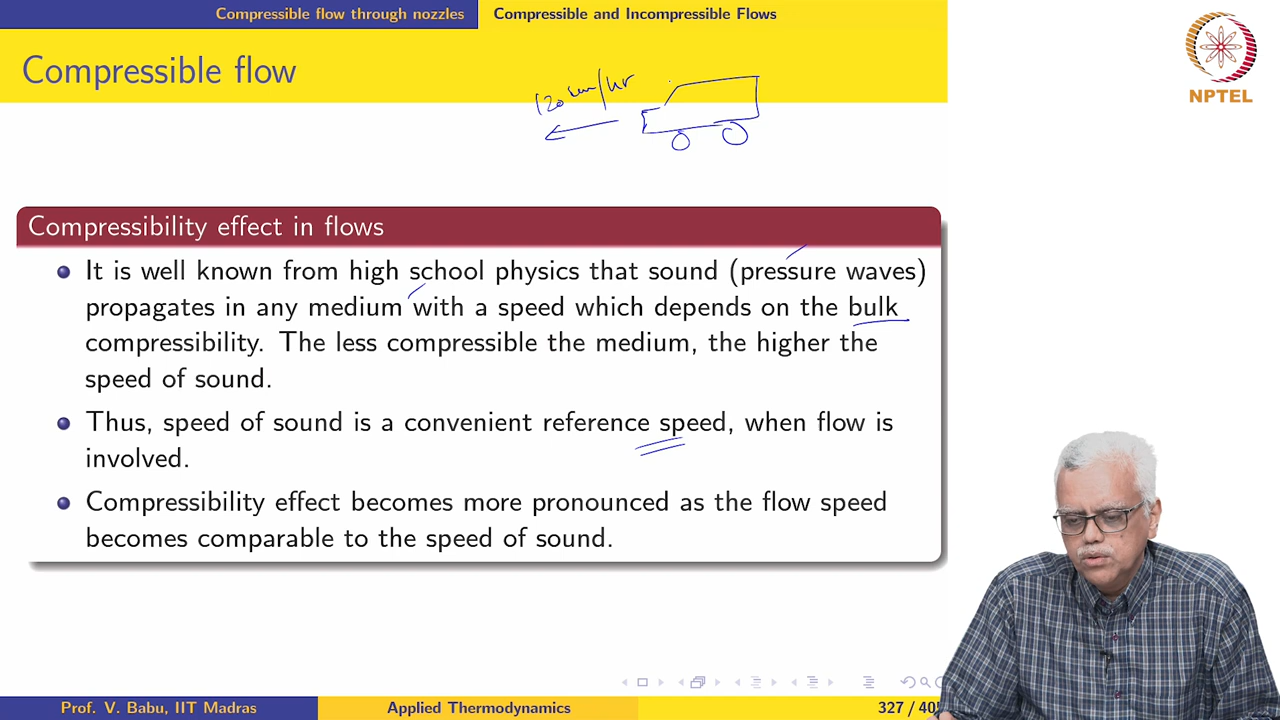 Compressible flow through nozzles Compressible and Incompressible Flows
Compressible flow
120 km/hr
NPTEL
Compressibility effect in flows
It is well known from high school physics that sound (pressure waves)
propagates in any medium with a speed which depends on the bulk
compressibility. The less compressible the medium, the higher the
speed of sound.
Thus, speed of sound is a convenient reference speed, when flow is
involved.
Compressibility effect becomes more pronounced as the flow speed
becomes comparable to the speed of sound.
Prof. V. Babu, IIT Madras Applied Thermodynamics 327 / 40